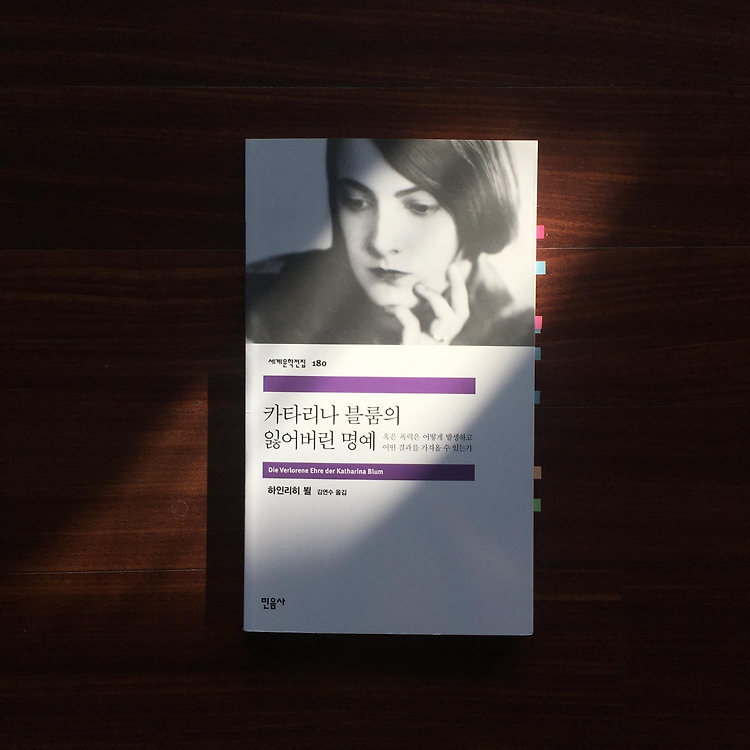 세계문학전집 180
카타리나 블룸의
잃어버린 명예
혹은 폭력은 어떻게 발생하고
어떤 결과를 가져올 수 있는가
Die Verlorene Ehre der Katharina Blum
하인리히 뵐 김연수 옮김
민음사